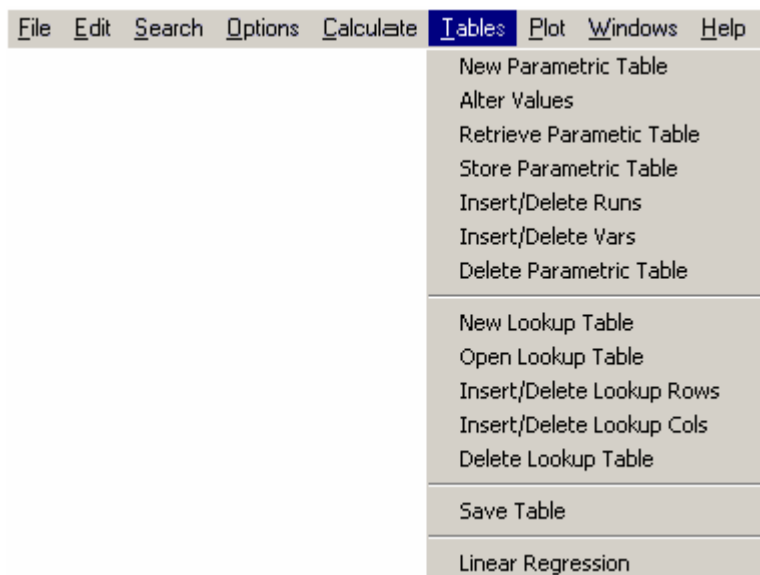 File Edit Search Options Calculate Tables Plot Windows Help
New Parametric Table
Alter Values
Retrieve Parametic Table
Store Parametric Table
Insert/Delete Runs
Insert/Delete Vars
Delete Parametric Table
New Lookup Table
Open Lookup Table
Insert/Delete Lookup Rows
Insert/Delete Lookup Cols
Delete Lookup Table
Save Table
Linear Regression